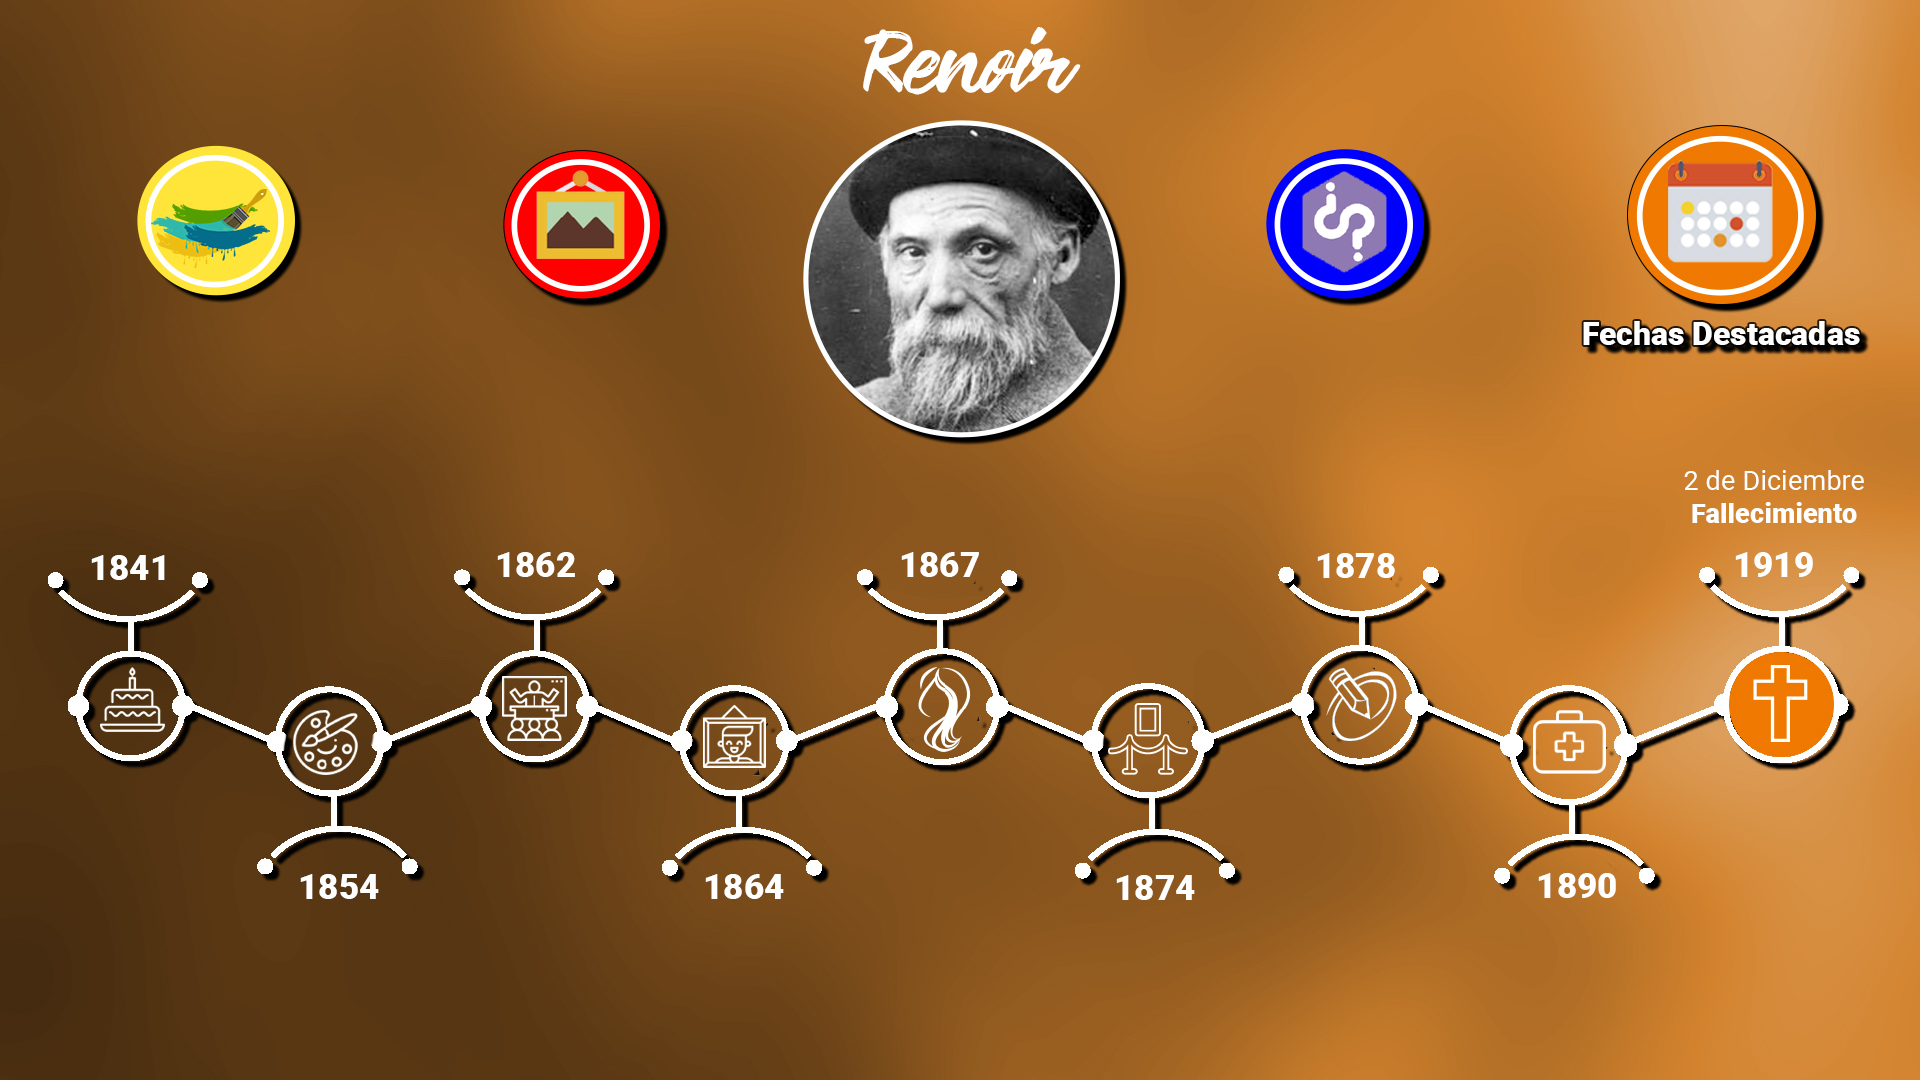 Renoir
Fechas Destacadas
2 de Diciembre
Fallecimiento
1841
1862
1867
1878
1919
1854
1864
1874
1890